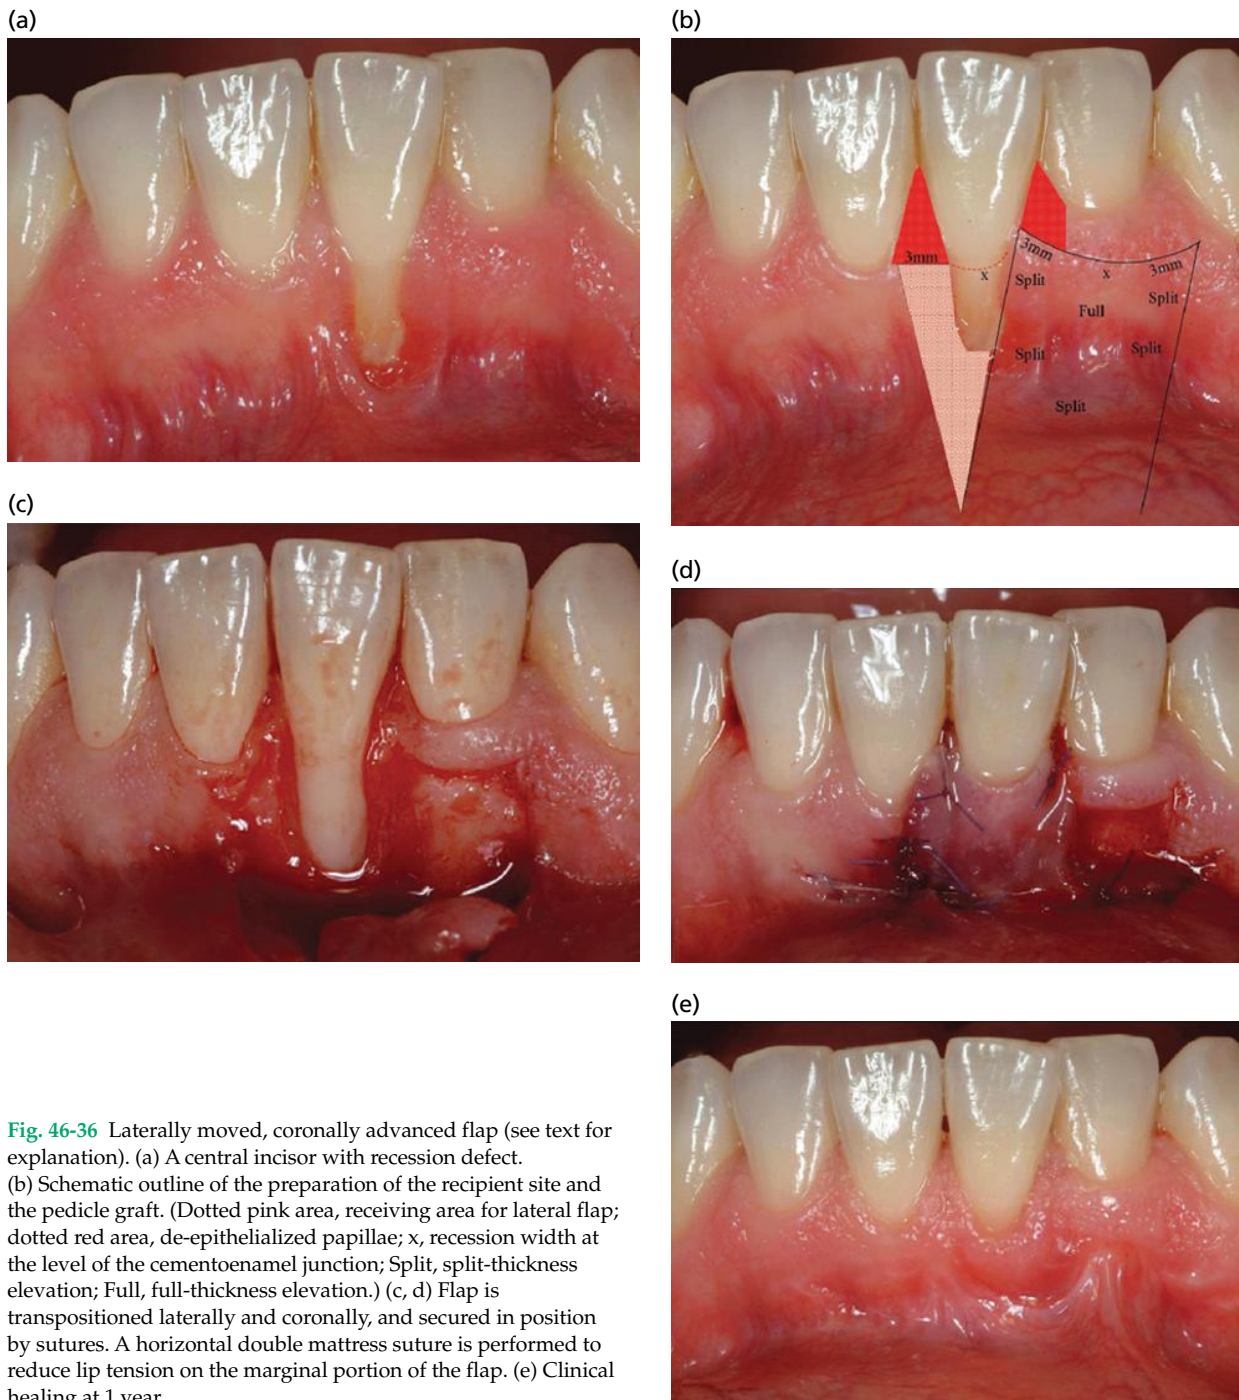 (a)
(b)
3mm
x
3mm
x
3mm
Split
Split
Full
Split
Split
Split
(c)
(d)
(e)
Fig. 46-36 Laterally moved, coronally advanced flap (see text for
explanation). (a) A central incisor with recession defect.
(b) Schematic outline of the preparation of the recipient site and
the pedicle graft. (Dotted pink area, receiving area for lateral flap;
dotted red area, de-epithelialized papillae; x, recession width at
the level of the cementoenamel junction; Split, split-thickness
elevation; Full, full-thickness elevation.) (c, d) Flap is
transpositioned laterally and coronally, and secured in position
by sutures. A horizontal double mattress suture is performed to
reduce lip tension on the marginal portion of the flap. (e) Clinical
healing at 1 year.